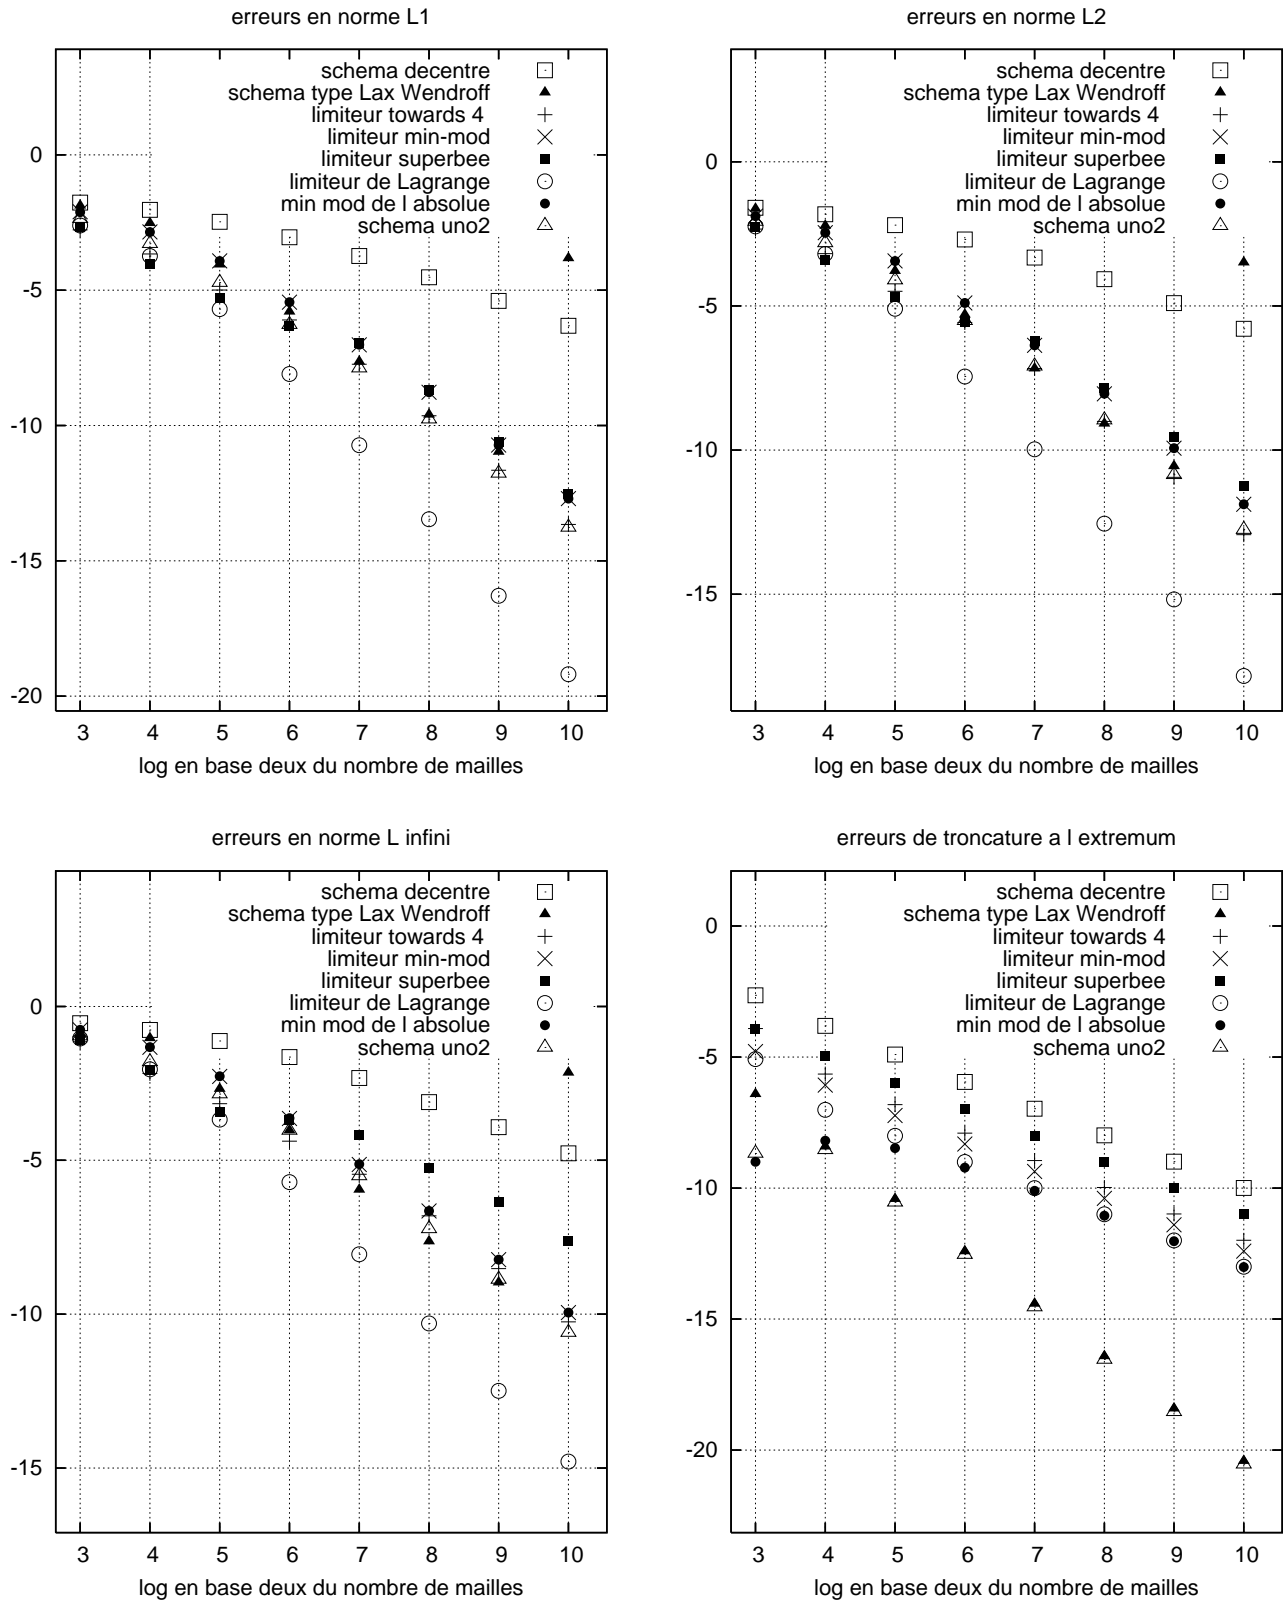 erreurs en norme L1
schema decentre
schema type Lax Wendroff
limiteur towards 4
limiteur min-mod
limiteur superbee
limiteur de Lagrange
min mod de l absolue
schema uno2
0
-5
-10
-15
-20
3 4 5 6 7 8 9 10
log en base deux du nombre de mailles
erreurs en norme L2
schema decentre
schema type Lax Wendroff
limiteur towards 4
limiteur min-mod
limiteur superbee
limiteur de Lagrange
min mod de l absolue
schema uno2
0
-5
-10
-15
3 4 5 6 7 8 9 10
log en base deux du nombre de mailles
erreurs en norme L infini
schema decentre
schema type Lax Wendroff
limiteur towards 4
limiteur min-mod
limiteur superbee
limiteur de Lagrange
min mod de l absolue
schema uno2
0
-5
-10
-15
3 4 5 6 7 8 9 10
log en base deux du nombre de mailles
erreurs de troncature a l extremum
schema decentre
schema type Lax Wendroff
limiteur towards 4
limiteur min-mod
limiteur superbee
limiteur de Lagrange
min mod de l absolue
schema uno2
0
-5
-10
-15
-20
3 4 5 6 7 8 9 10
log en base deux du nombre de mailles